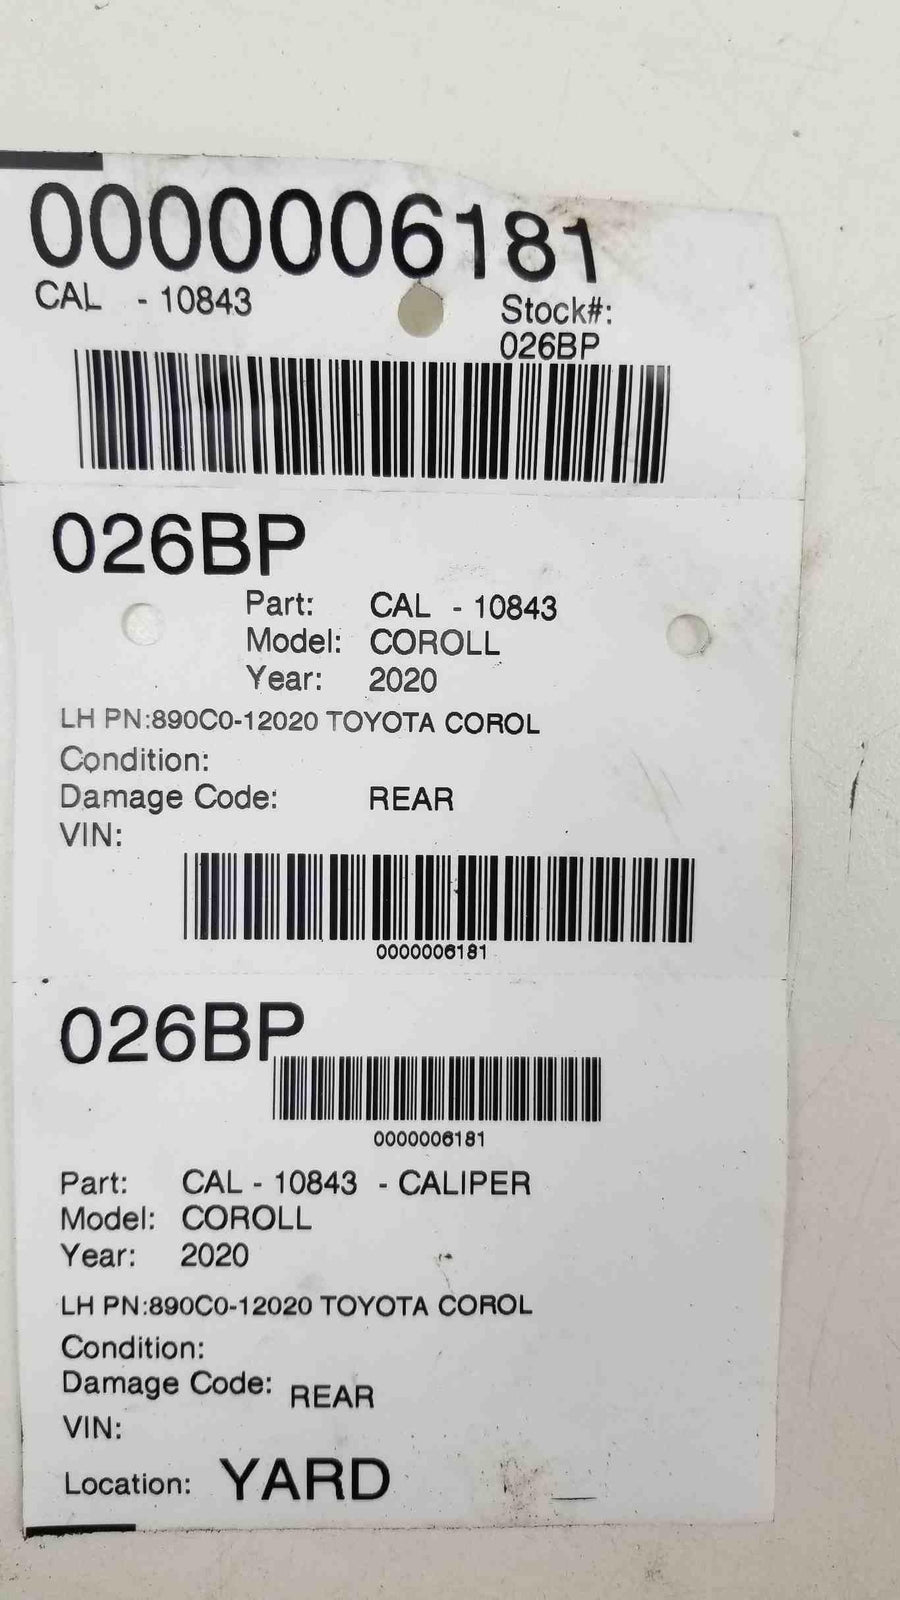 0000006181
CAL - 10843
Stock#:
026BP
026BP
Part: CAL - 10843
Model: COROLL
Year: 2020
LH PN:890C0-12020 TOYOTA COROL
Condition:
Damage Code: REAR
VIN:
0000006181
026BP
0000006181
Part: CAL - 10843 - CALIPER
Model: COROLL
Year: 2020
LH PN:890C0-12020 TOYOTA COROL
Condition:
Damage Code: REAR
VIN:
Location: YARD